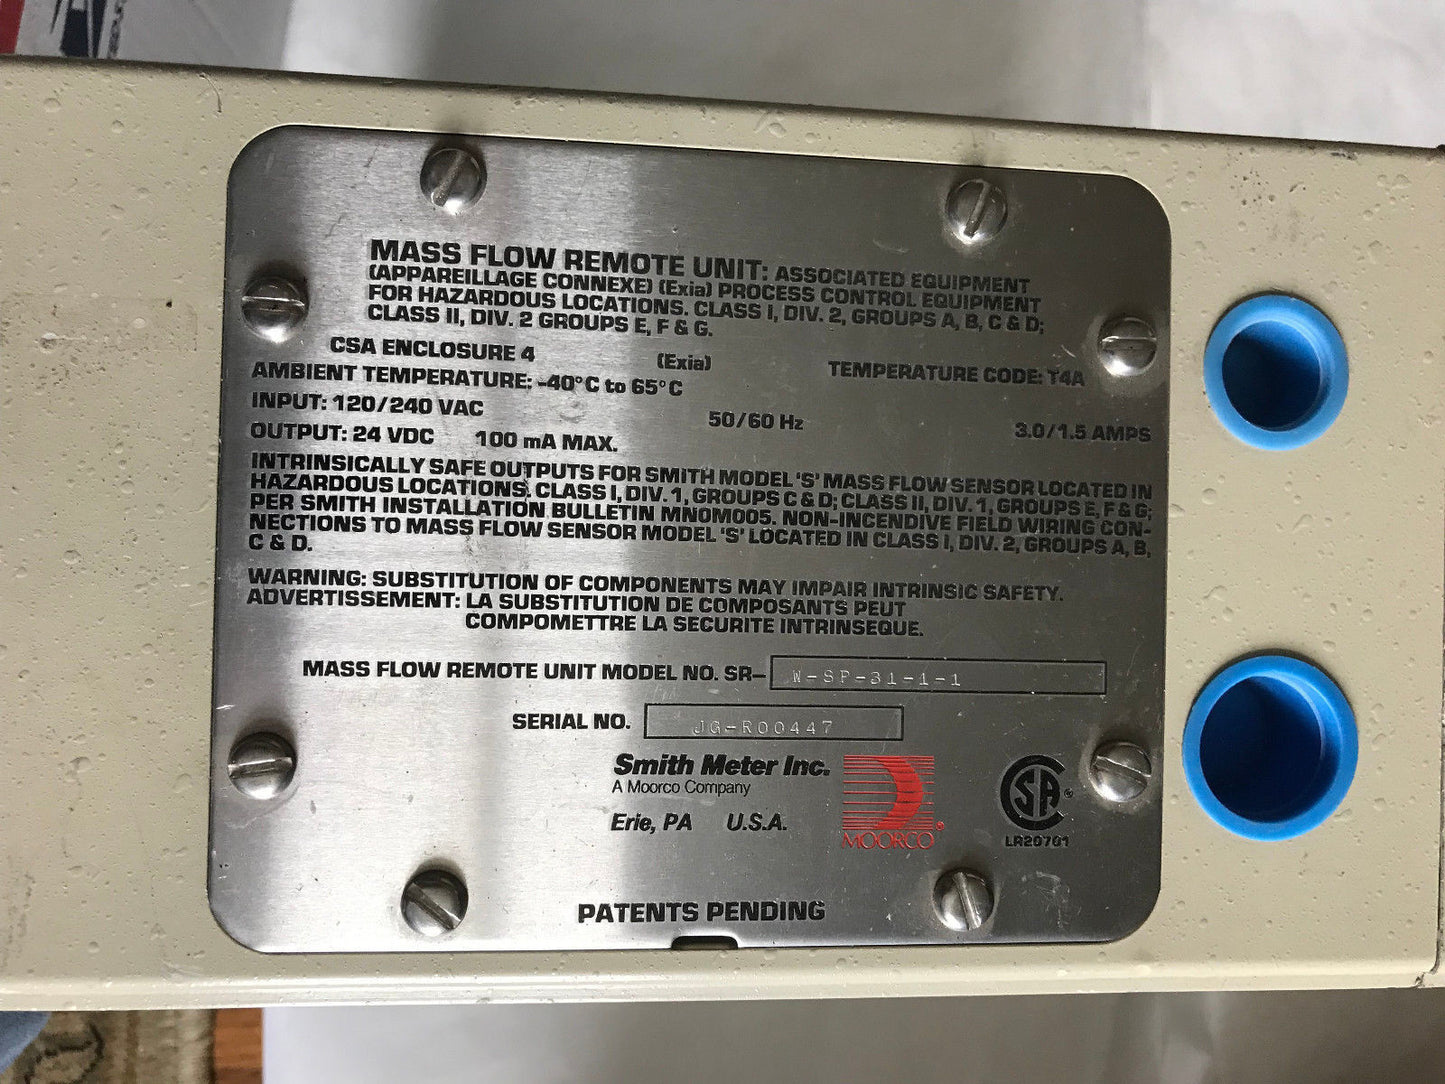 MASS FLOW REMOTE UNIT: ASSOCIATED EQUIPMENT
(APPAREILLAGE CONNEXE) (Exia) PROCESS CONTROL EQUIPMENT
FOR HAZARDOUS LOCATIONS. CLASS I, DIV. 2, GROUPS A, B, C & D;
CLASS II, DIV. 2 GROUPS E, F & G.
CSA ENCLOSURE 4 (Exia) TEMPERATURE CODE: T4A
AMBIENT TEMPERATURE: -40°C to 65°C
INPUT: 120/240 VAC 50/60 Hz 3.0/1.5 AMPS
OUTPUT: 24 VDC 100 mA MAX.
INTRINSICALLY SAFE OUTPUTS FOR SMITH MODEL 'S' MASS FLOW SENSOR LOCATED IN
HAZARDOUS LOCATIONS. CLASS I, DIV. 1, GROUPS C & D; CLASS II, DIV. 1, GROUPS E, F & G;
PER SMITH INSTALLATION BULLETIN MN0M005. NON-INCENDIVE FIELD WIRING CON-
NECTIONS TO MASS FLOW SENSOR MODEL 'S' LOCATED IN CLASS I, DIV. 2, GROUPS A, B,
C & D.
WARNING: SUBSTITUTION OF COMPONENTS MAY IMPAIR INTRINSIC SAFETY.
ADVERTISSEMENT: LA SUBSTITUTION DE COMPOSANTS PEUT
COMPOMETTRE LA SECURITE INTRINSEQUE.
MASS FLOW REMOTE UNIT MODEL NO. SR- W-SP-31-1-1
SERIAL NO. JG-R00447
Smith Meter Inc.
A Moorco Company
Erie, PA U.S.A.
MOORCO®
CSA®
LR20701
PATENTS PENDING